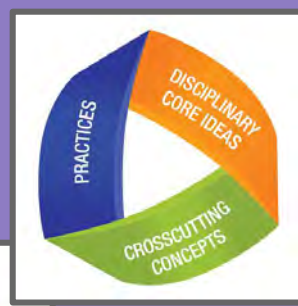 PRACTICES
DISCIPLINARY
CORE IDEAS
CROSSCUTTING
CONCEPTS